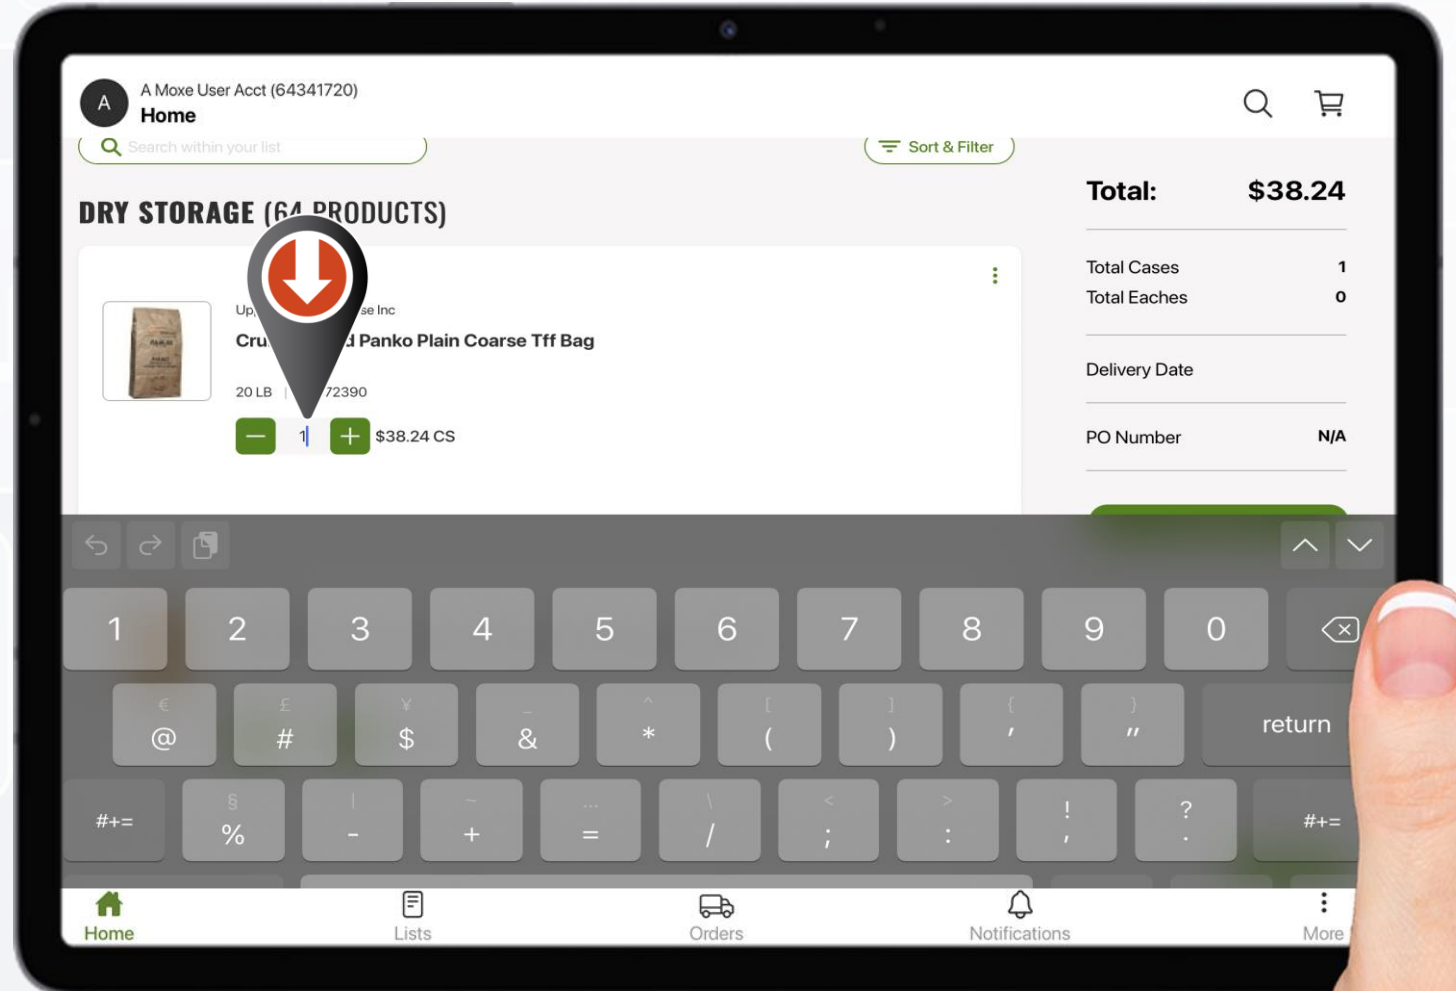 A
A Moxe User Acct (64341720)
Home
Search within your list
Sort & Filter
DRY STORAGE (64 PRODUCTS)
Total: $38.24
Total Cases 1
Total Eaches 0
Delivery Date
PO Number N/A
se Inc
Panko Plain Coarse Tff Bag
20 LB | 72390
1 $38.24 CS
1 2 3 4 5 6 7 8 9 0
€ £ ¥ _ ^ [ ] { }
@ # $ & * ( ) ' " return
§ | ~ … \ < > ! ?
#+= % - + = / ; : , . #+=
Home Lists Orders Notifications More